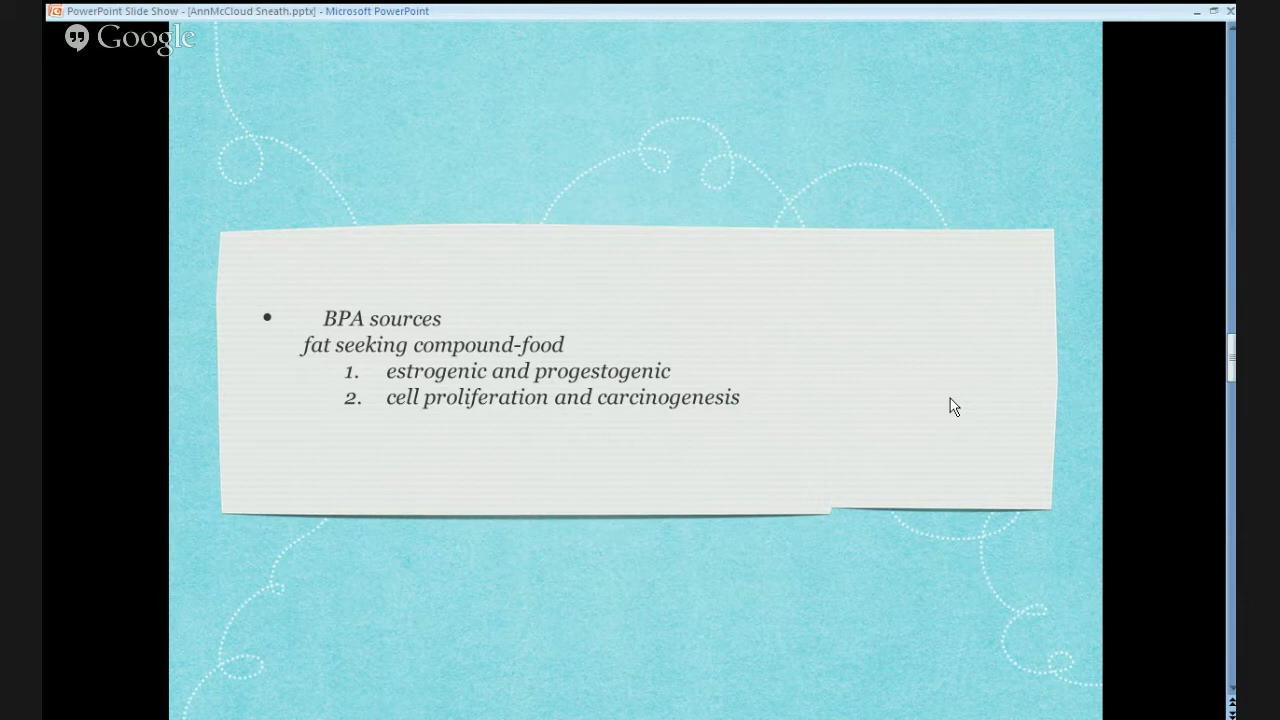 PowerPoint Slide Show - [AnnMcCloud Sneath.pptx] - Microsoft PowerPoint
Google
• BPA sources
fat seeking compound-food
1. estrogenic and progestogenic
2. cell proliferation and carcinogenesis